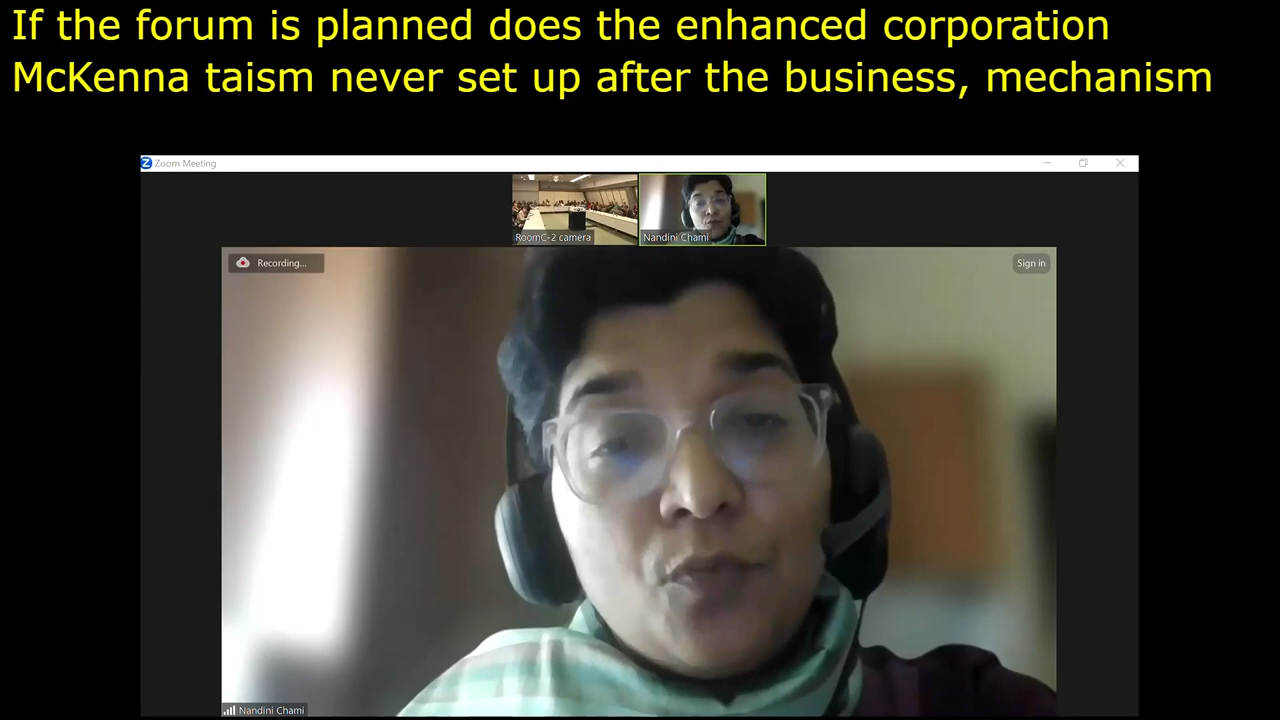 If the forum is planned does the enhanced corporation
McKenna taism never set up after the business, mechanism
Zoom Meeting
RoomC-2 camera
Nandini Chami
Recording...
Sign in
Nandini Chami